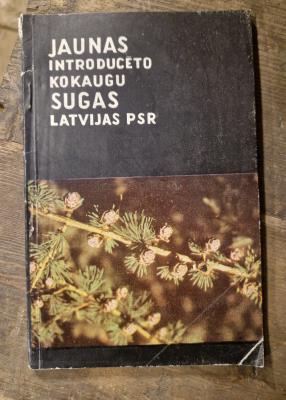 JAUNAS
INTRODUCĒTO
KOKAUGU
SUGAS
LATVIJAS PSR